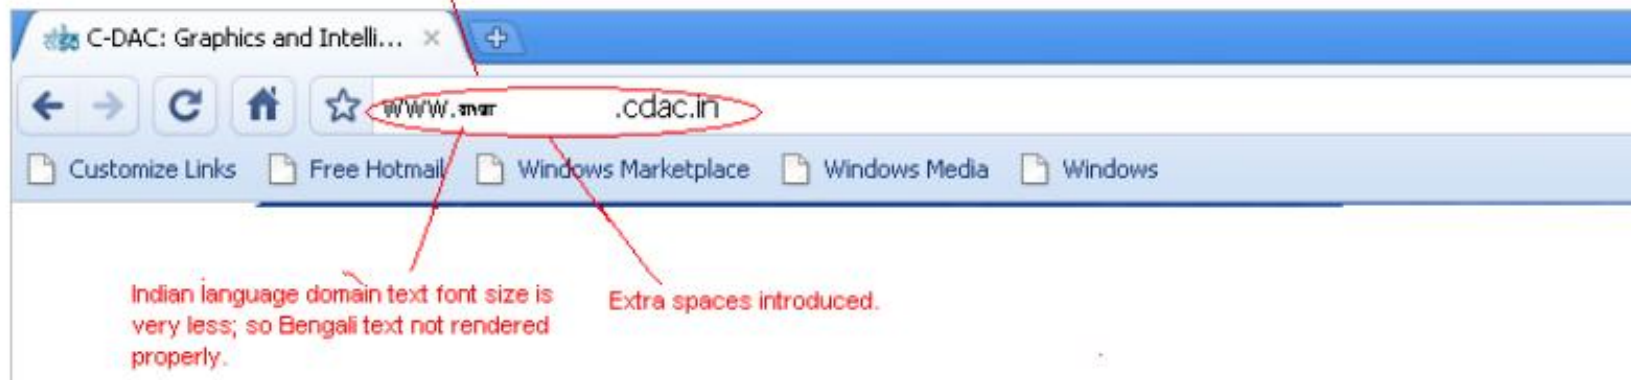 C-DAC: Graphics and Intelli...
www. .cdac.in
Customize Links Free Hotmail Windows Marketplace Windows Media Windows
Indian language domain text font size is
very less; so Bengali text not rendered
properly.
Extra spaces introduced.